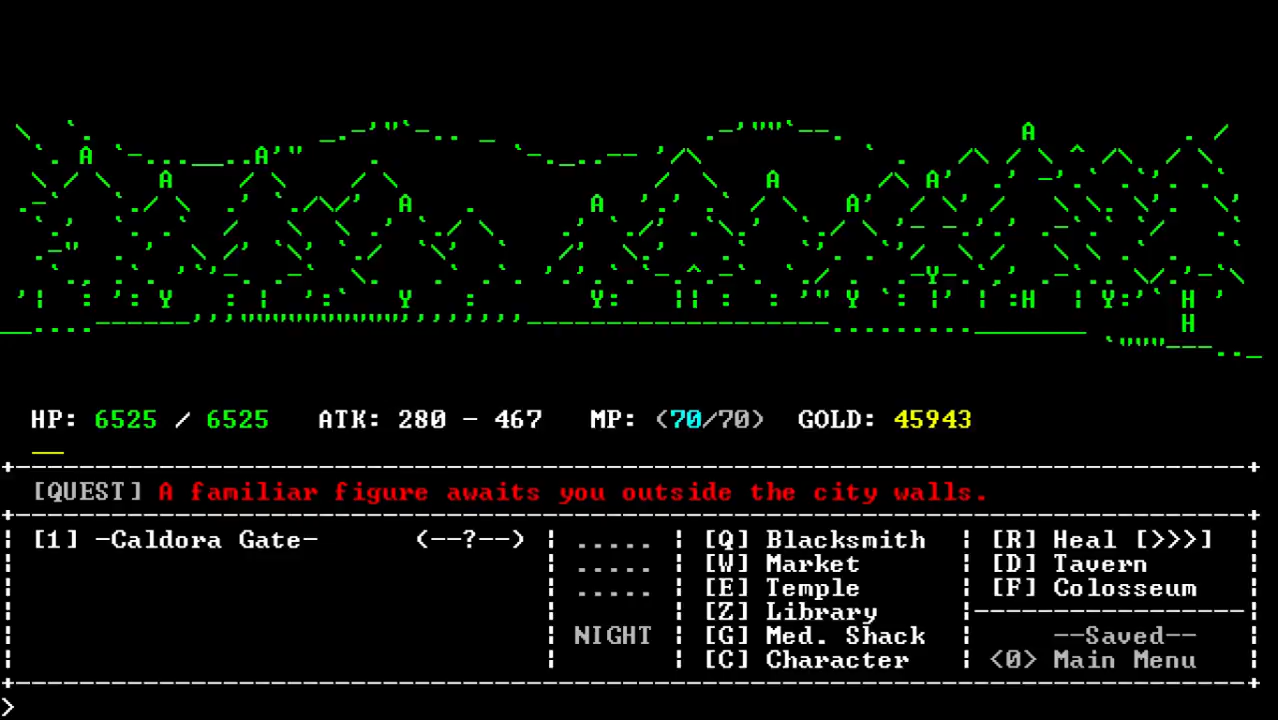 HP: 6525 / 6525 ATK: 280 - 467 MP: (70/70) GOLD: 45943
[QUEST] A familiar figure awaits you outside the city walls.
[1] -Caldora Gate- (--?--) ¦ ..... ¦ [Q] Blacksmith ¦ [R] Heal [>>>]
..... ¦ [W] Market ¦ [D] Tavern
..... ¦ [E] Temple ¦ [F] Colosseum
[Z] Library
NIGHT ¦ [G] Med. Shack ¦ --Saved--
[C] Character ¦ <0> Main Menu
>